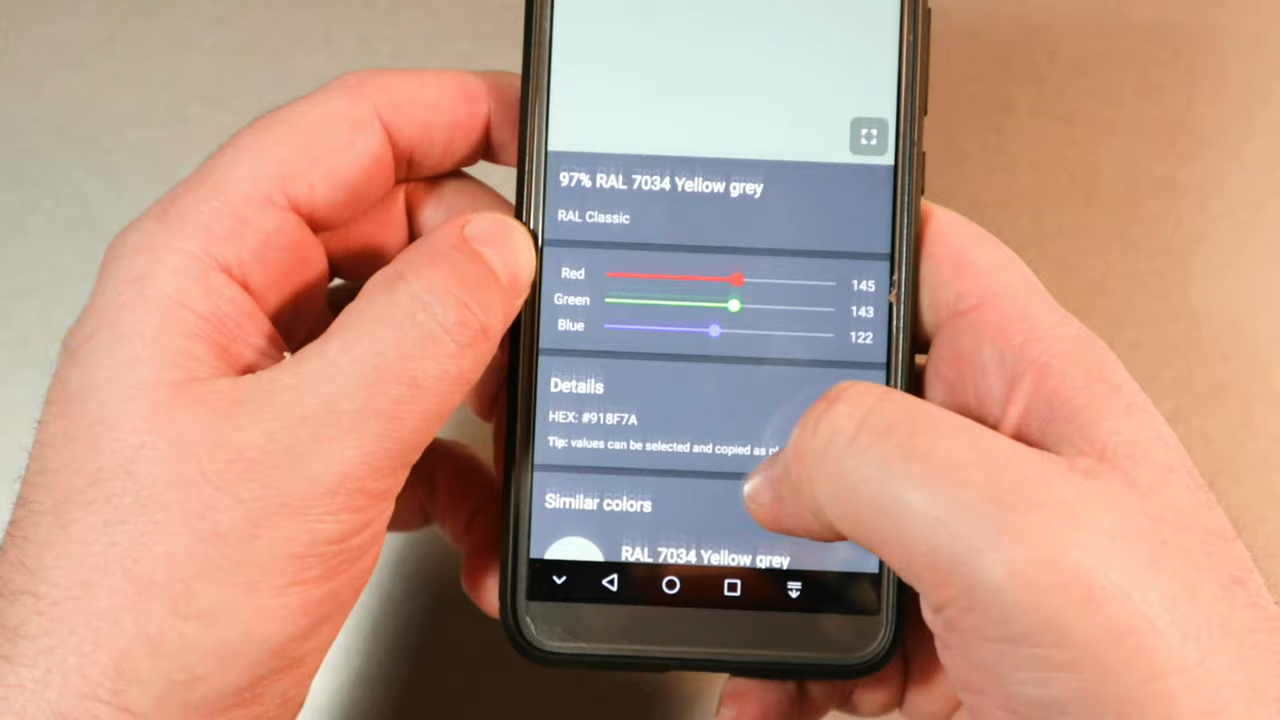 97% RAL 7034 Yellow grey
RAL Classic
Red 145
Green 143
Blue 122
Details
HEX: #918F7A
Tip: values can be selected and copied as
Similar colors
RAL 7034 Yellow grey